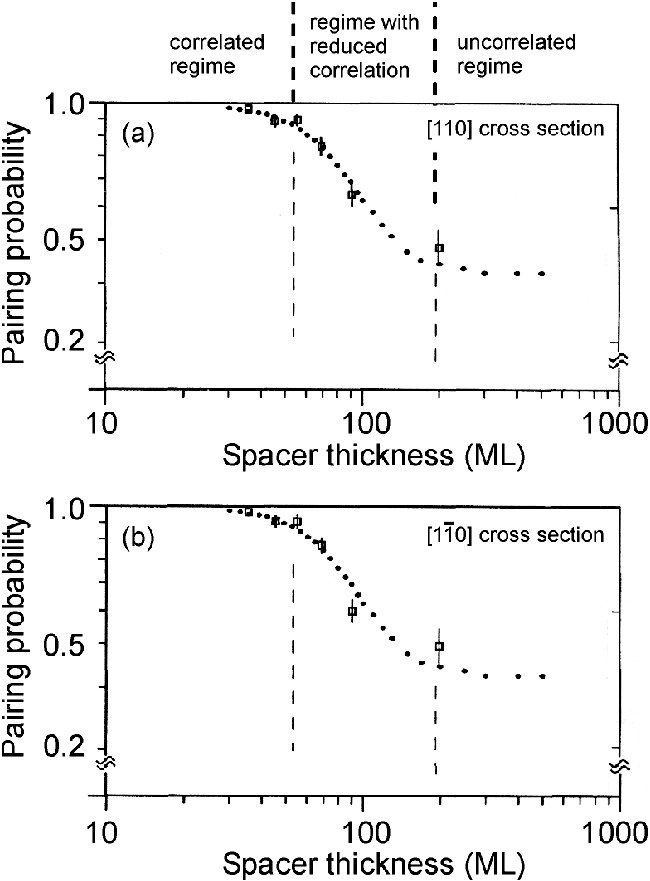 correlated
regime
regime with
reduced
correlation
uncorrelated
regime
1.0
(a)
[110] cross section
Pairing probability
0.5
0.2
10
100
1000
Spacer thickness (ML)
1.0
(b)
[11̅0] cross section
Pairing probability
0.5
0.2
10
100
1000
Spacer thickness (ML)